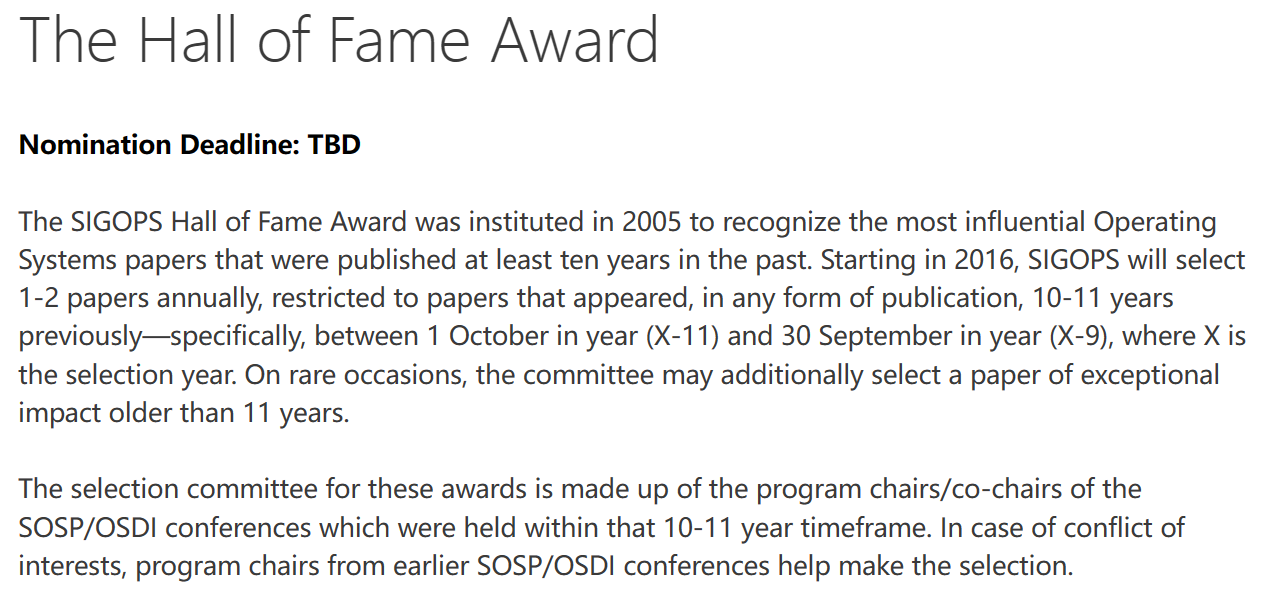 The Hall of Fame Award
Nomination Deadline: TBD
The SIGOPS Hall of Fame Award was instituted in 2005 to recognize the most influential Operating
Systems papers that were published at least ten years in the past. Starting in 2016, SIGOPS will select
1-2 papers annually, restricted to papers that appeared, in any form of publication, 10-11 years
previously—specifically, between 1 October in year (X-11) and 30 September in year (X-9), where X is
the selection year. On rare occasions, the committee may additionally select a paper of exceptional
impact older than 11 years.
The selection committee for these awards is made up of the program chairs/co-chairs of the
SOSP/OSDI conferences which were held within that 10-11 year timeframe. In case of conflict of
interests, program chairs from earlier SOSP/OSDI conferences help make the selection.